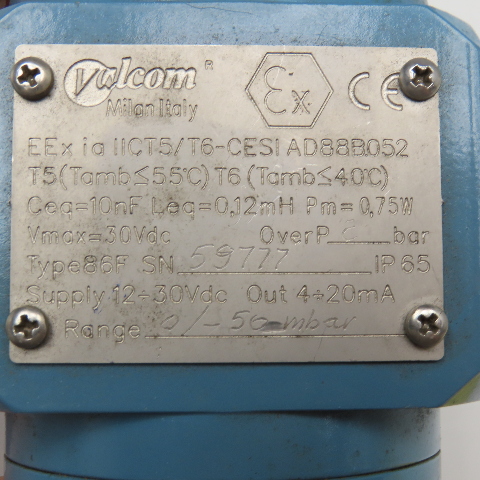 Valcom ®
Milan Italy
Ex CE
EEx ia IICT5/T6-CESI AD88B052
T5(Tamb≤55°C) T6 (Tamb≤40°C)
Ceq=10nF Leq=0,12mH Pm=0,75W
Vmax=30Vdc OverP bar
Type86F SN 59777 IP65
Supply 12÷30Vdc Out 4÷20mA
Range 0/-50 mbar